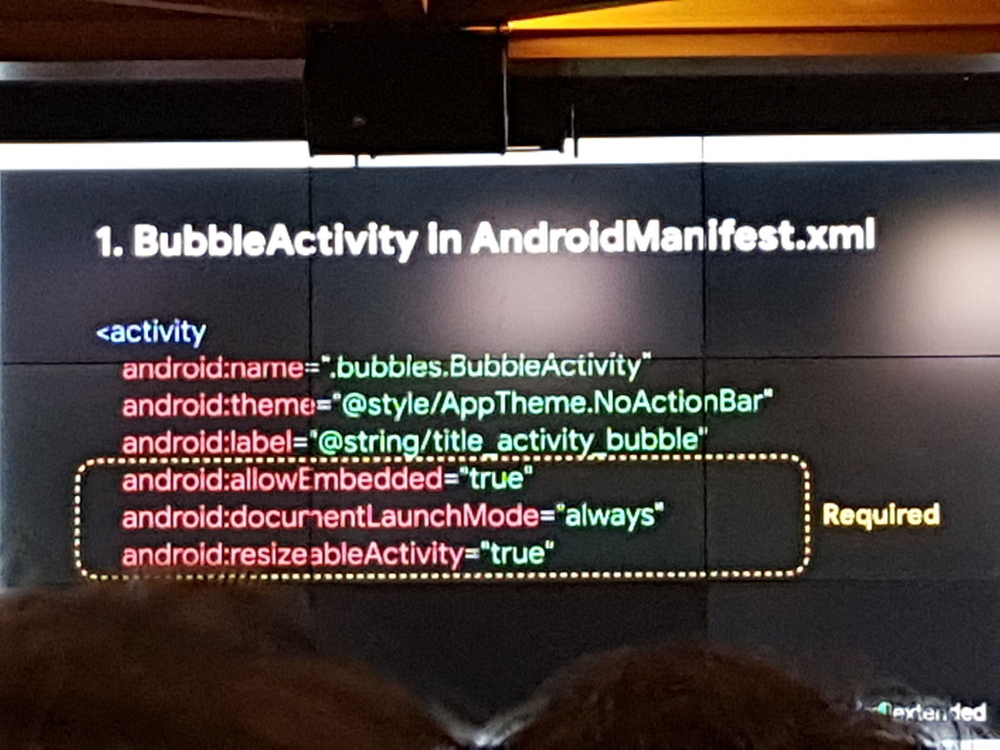 1. BubbleActivity in AndroidManifest.xml
<activity
android:name=".bubbles.BubbleActivity"
android:theme="@style/AppTheme.NoActionBar"
android:label="@string/title_activity_bubble"
android:allowEmbedded="true"
android:documentLaunchMode="always"
android:resizeableActivity="true"
Required
extended